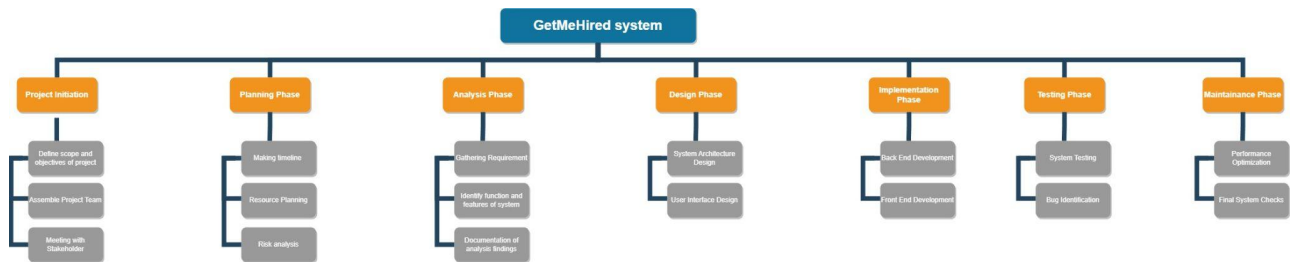 GetMeHired system
Project Initiation
Planning Phase
Analysis Phase
Design Phase
Implementation
Phase
Testing Phase
Maintainance Phase
Define scope and
objectives of project
Assemble Project Team
Meeting with
Stakeholder
Making timeline
Resource Planning
Risk analysis
Gathering Requirement
Identify function and
features of system
Documentation of
analysis findings
System Architecture
Design
User Interface Design
Back End Development
Front End Development
System Testing
Bug Identification
Performance
Optimization
Final System Checks